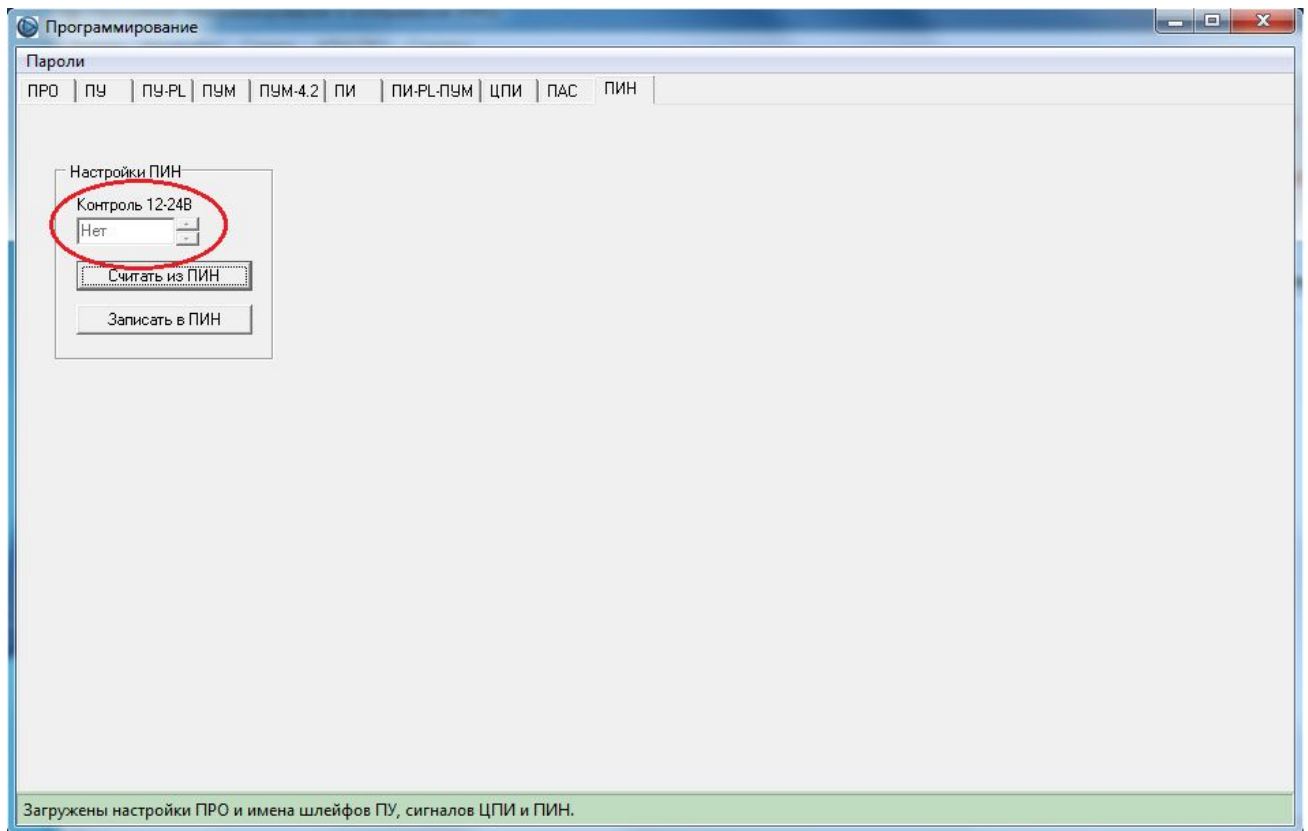 Программирование
Пароли
ПРО ПУ ПУ-PL ПУМ ПУМ-4.2 ПИ ПИ-PL-ПУМ ЦПИ ПАС ПИН
Настройки ПИН
Контроль 12-24В
Нет
Считать из ПИН
Записать в ПИН
Загружены настройки ПРО и имена шлейфов ПУ, сигналов ЦПИ и ПИН.